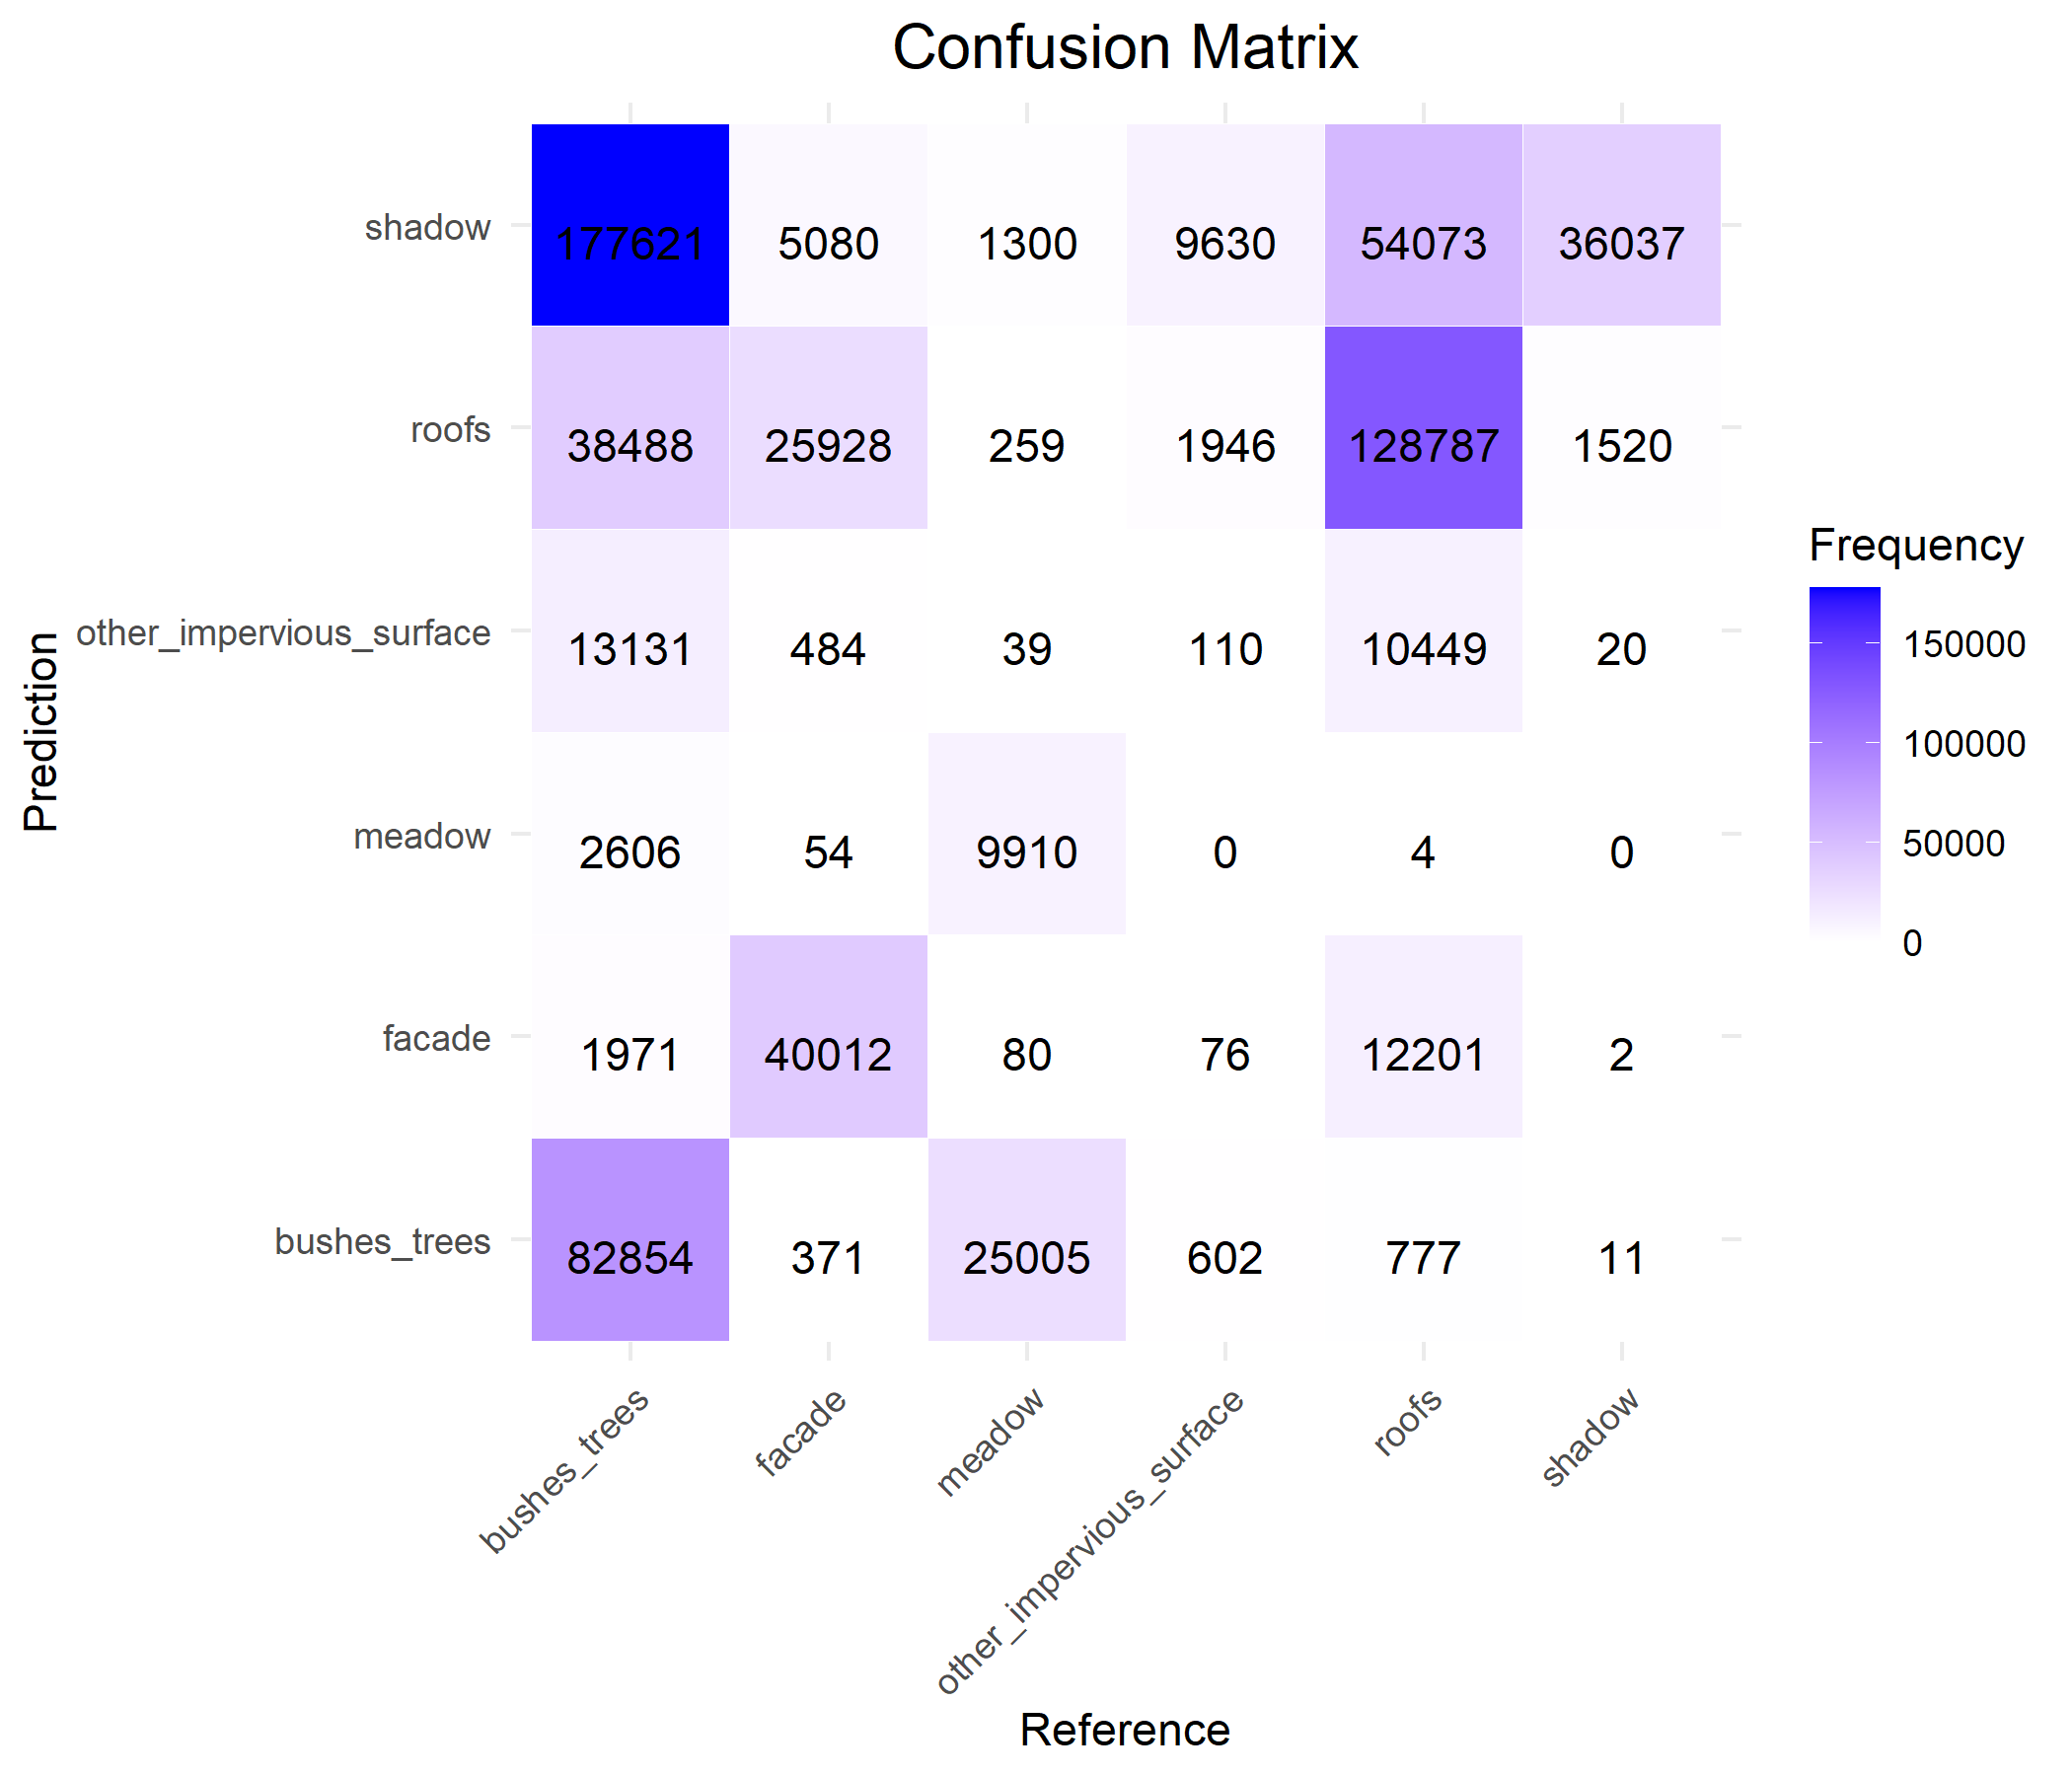 Confusion Matrix
Prediction
shadow 177621 5080 1300 9630 54073 36037
roofs 38488 25928 259 1946 128787 1520
other_impervious_surface 13131 484 39 110 10449 20
meadow 2606 54 9910 0 4 0
facade 1971 40012 80 76 12201 2
bushes_trees 82854 371 25005 602 777 11
bushes_trees facade meadow other_impervious_surface roofs shadow
Reference
Frequency
150000
100000
50000
0